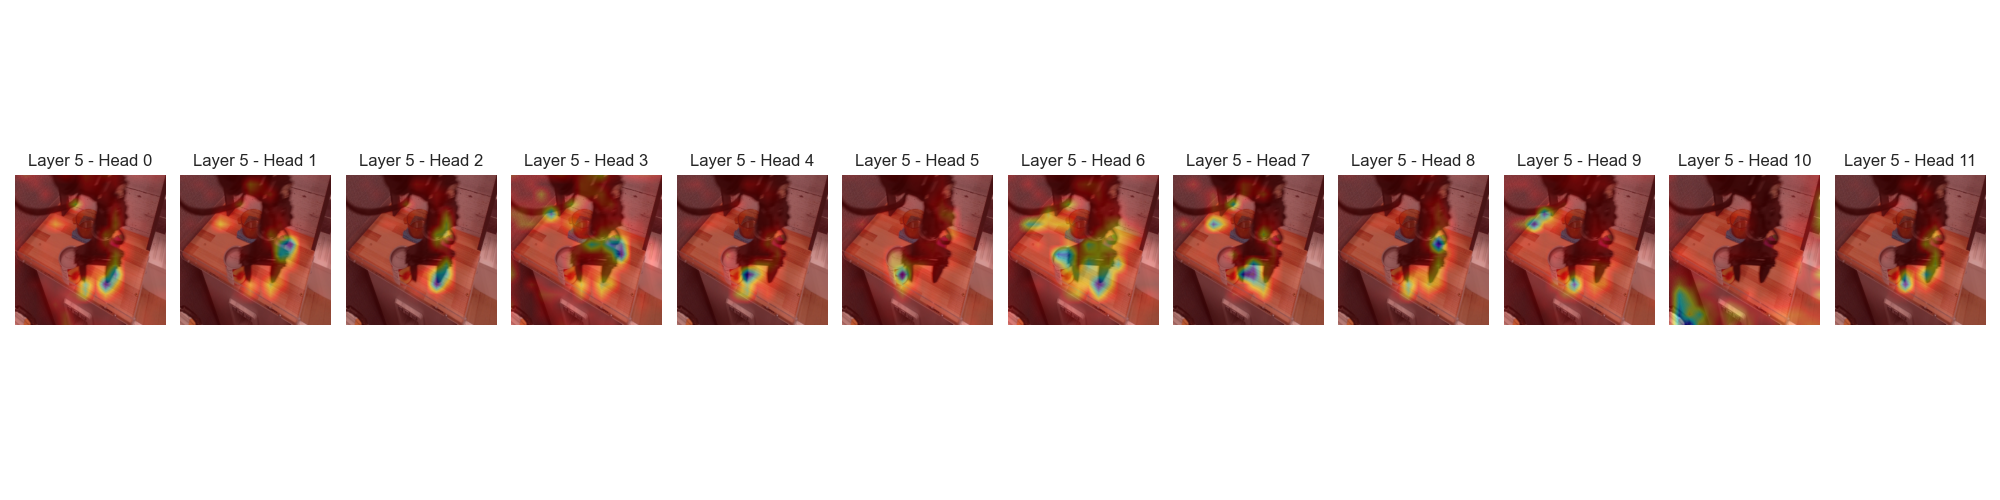 Layer 5 - Head 0
Layer 5 - Head 1
Layer 5 - Head 2
Layer 5 - Head 3
Layer 5 - Head 4
Layer 5 - Head 5
Layer 5 - Head 6
Layer 5 - Head 7
Layer 5 - Head 8
Layer 5 - Head 9
Layer 5 - Head 10
Layer 5 - Head 11